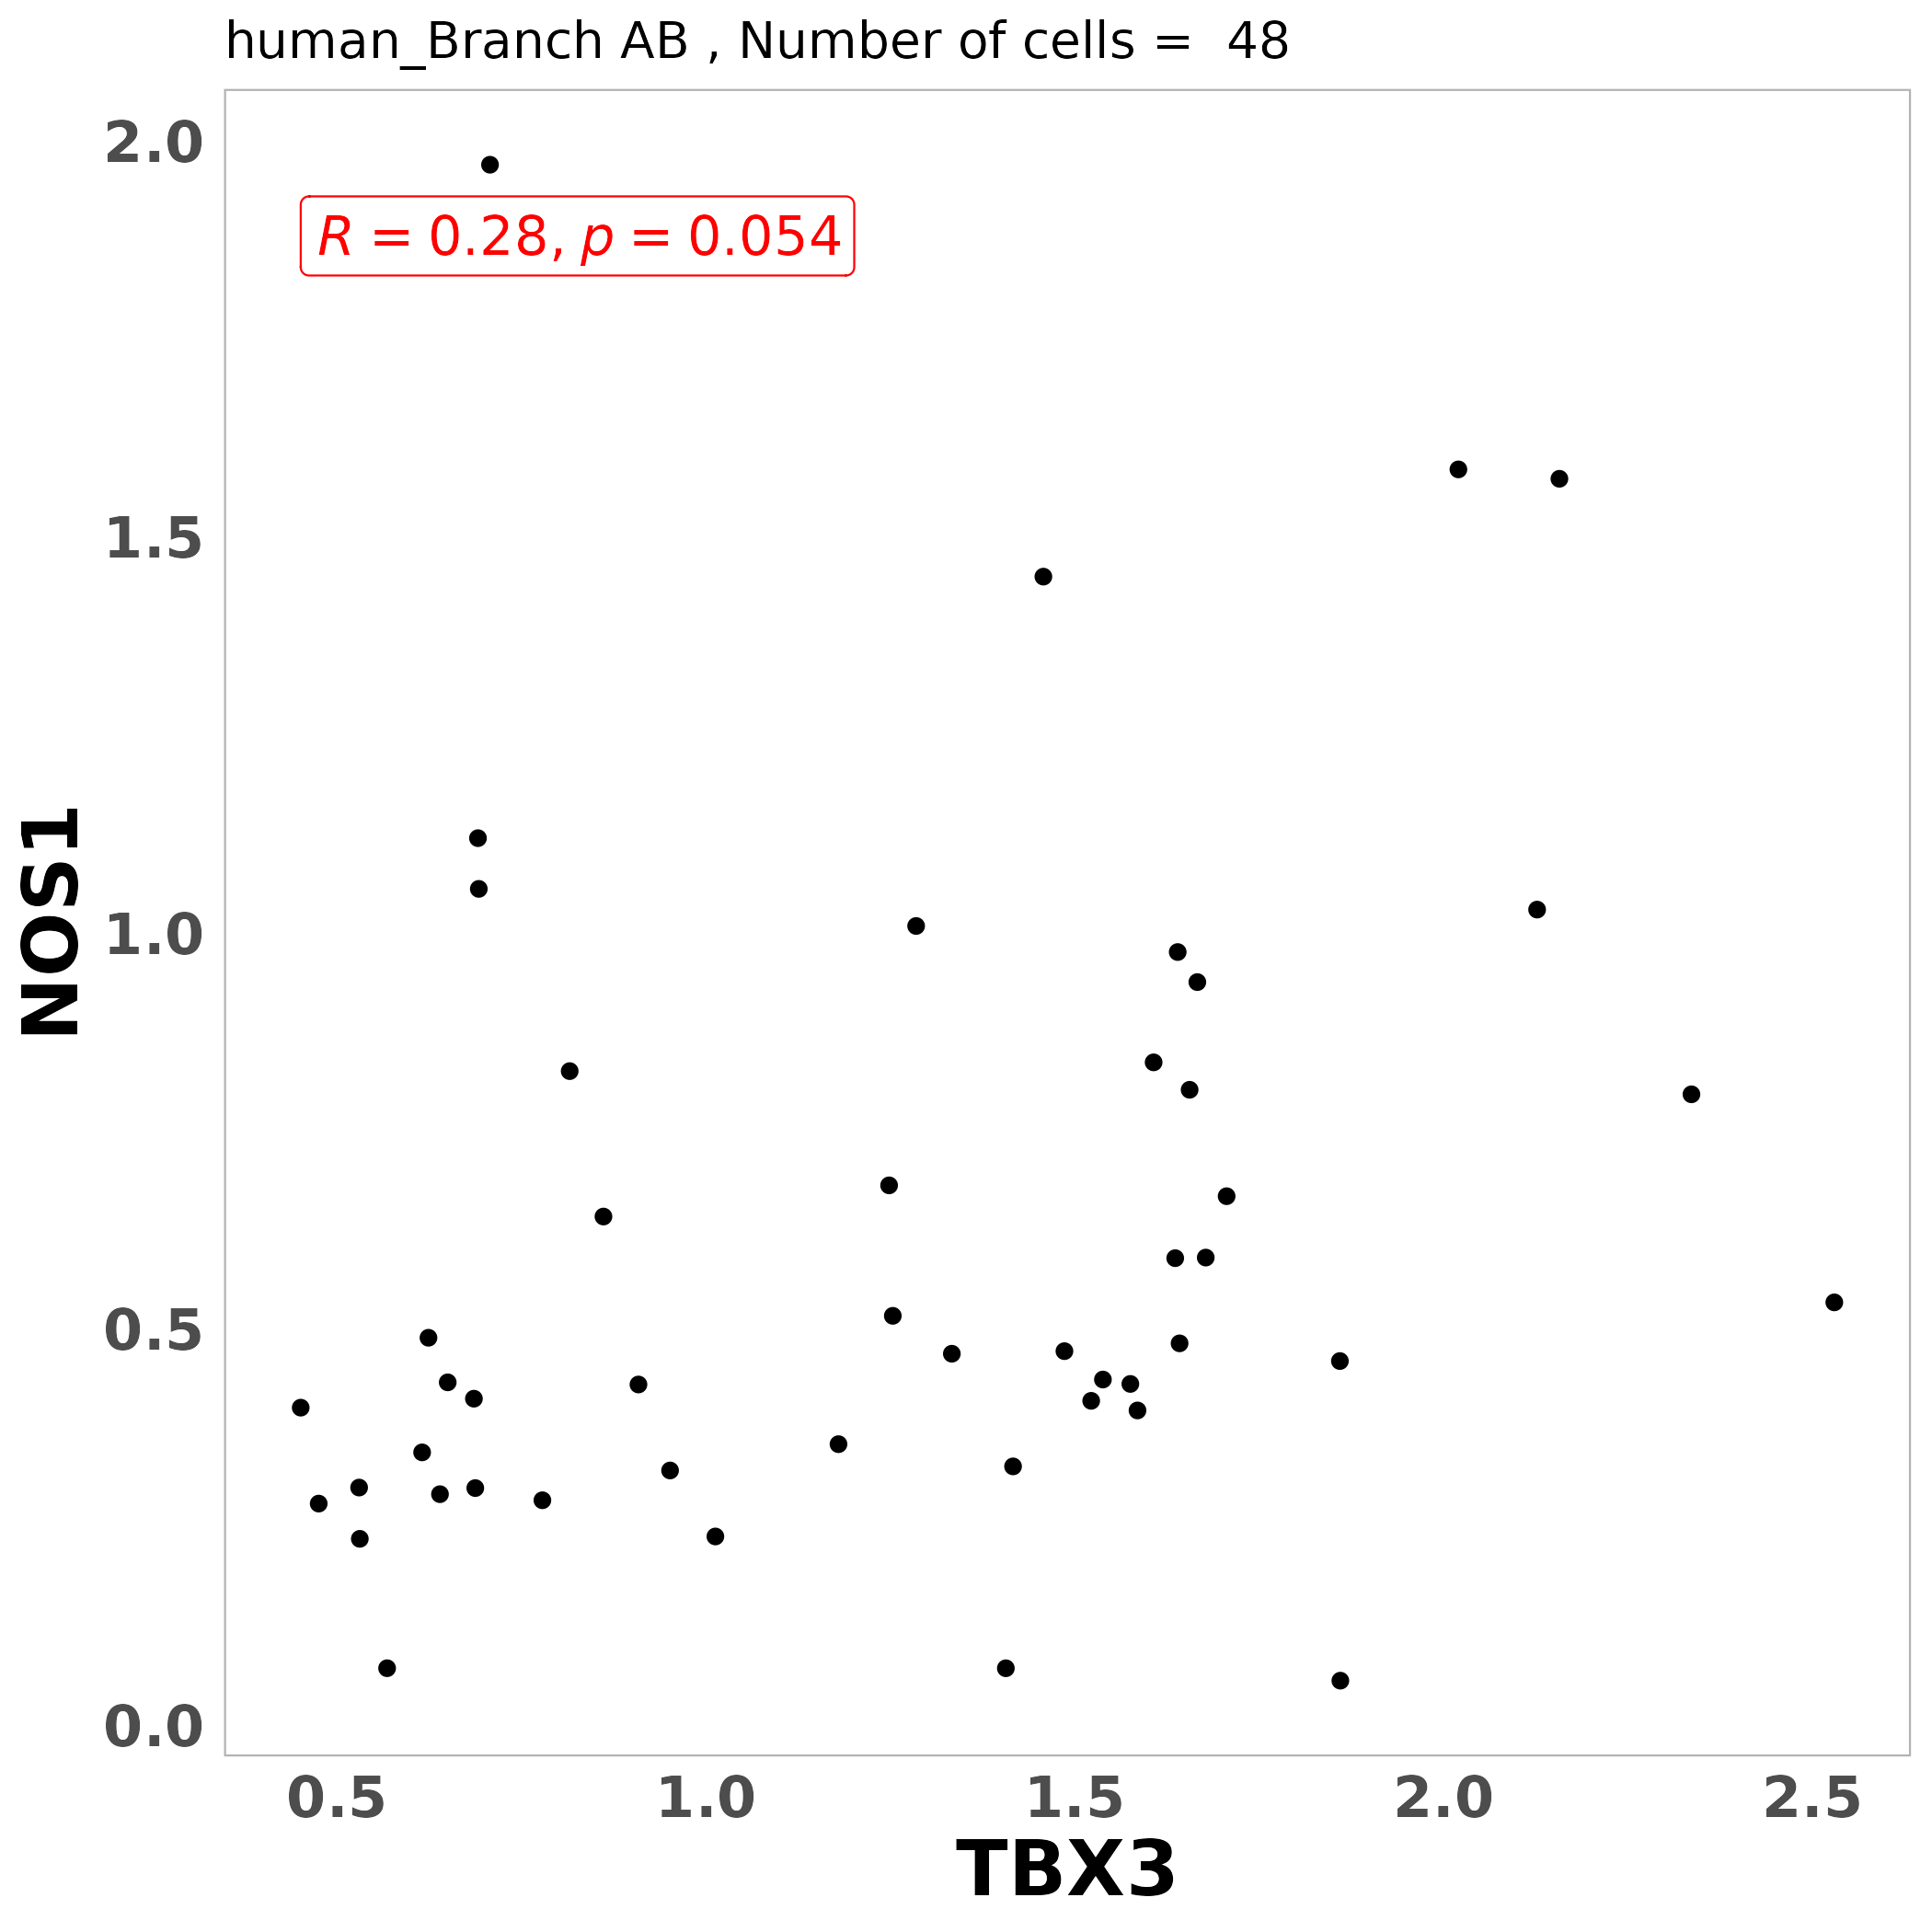 human_Branch AB , Number of cells =  48
2.0
R = 0.28, p = 0.054
1.5
1.0
0.5
0.0
NOS1
0.5 1.0 1.5 2.0 2.5
TBX3